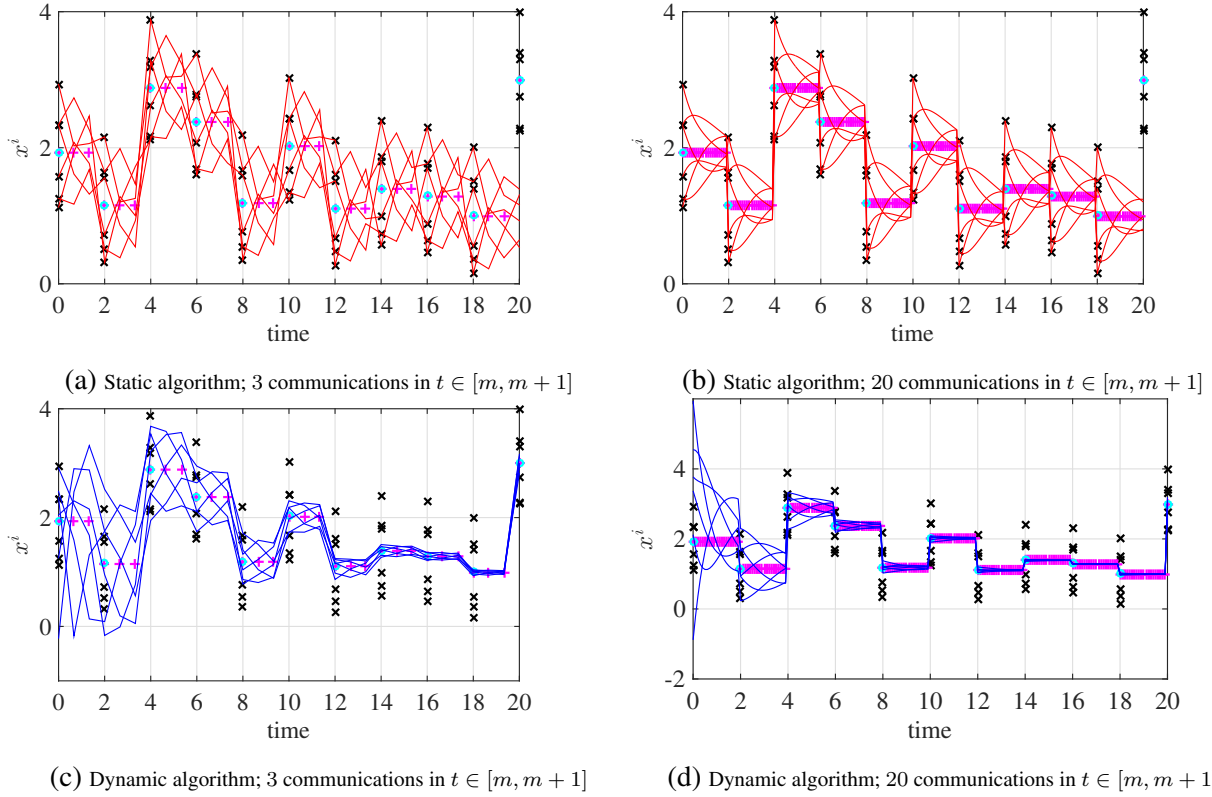 4
2
0
x^i
0 2 4 6 8 10 12 14 16 18 20
time
(a) Static algorithm; 3 communications in t ∈ [m, m + 1]
4
2
0
x^i
0 2 4 6 8 10 12 14 16 18 20
time
(b) Static algorithm; 20 communications in t ∈ [m, m + 1]
4
2
0
x^i
0 2 4 6 8 10 12 14 16 18 20
time
(c) Dynamic algorithm; 3 communications in t ∈ [m, m + 1]
4
2
0
-2
x^i
0 2 4 6 8 10 12 14 16 18 20
time
(d) Dynamic algorithm; 20 communications in t ∈ [m, m + 1